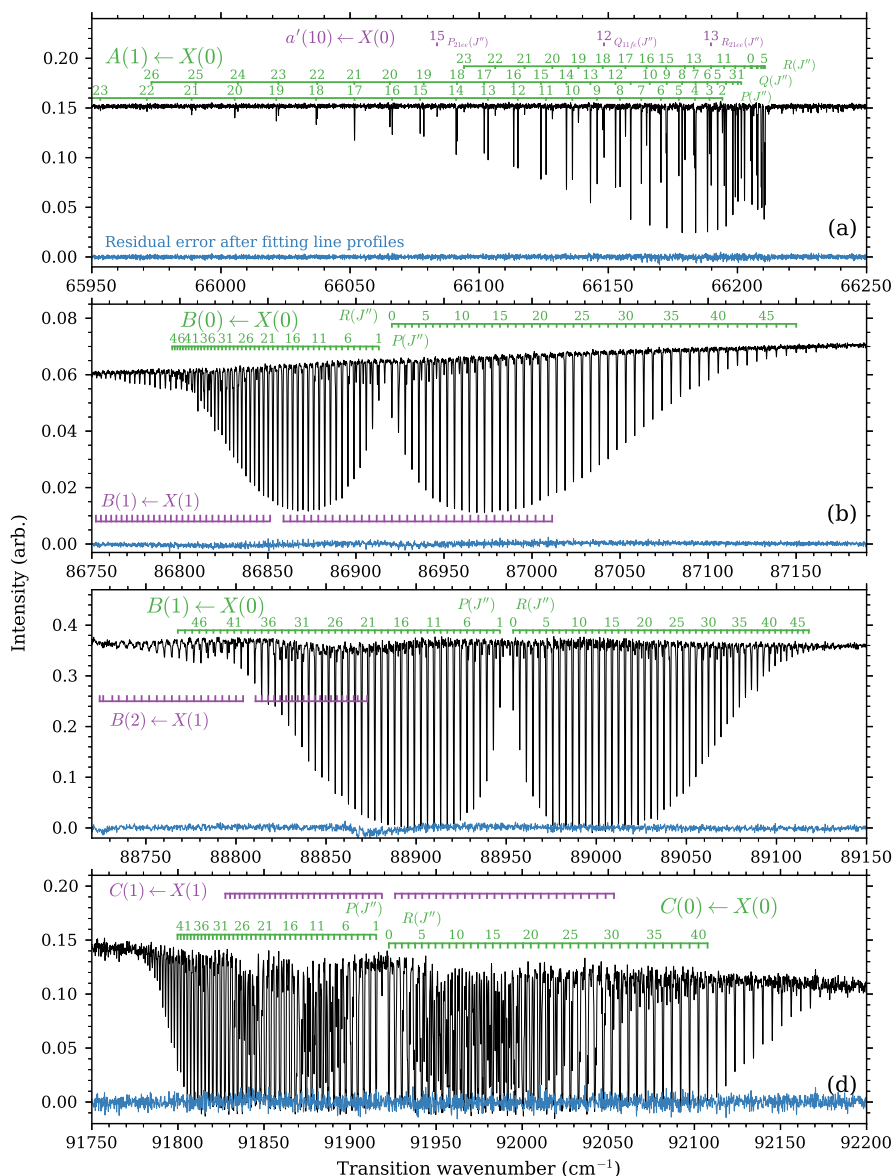 a′(10)←X(0)
15 P₂₁ₑₑ(J″) 12 Q₁₁fₑ(J″) 13 R₂₁ₑₑ(J″)
A(1)←X(0)
23 22 21 20 19 18 17 16 15 13 11 0 5 R(J″)
26 25 24 23 22 21 20 19 18 17 16 15 14 13 12 10 9 8 7 6 5 31 Q(J″)
23 22 21 20 19 18 17 16 15 14 13 12 11 10 9 8 7 6 5 4 3 2 P(J″)
0.20
0.15
0.10
0.05
0.00
Residual error after fitting line profiles
(a)
65950 66000 66050 66100 66150 66200 66250
B(0)←X(0)
R(J″) 0 5 10 15 20 25 30 35 40 45
46 41 36 31 26 21 16 11 6 1 P(J″)
0.08
0.06
0.04
0.02
0.00
B(1)←X(1)
(b)
86750 86800 86850 86900 86950 87000 87050 87100 87150
Intensity (arb.)
B(1)←X(0)
P(J″) R(J″)
46 41 36 31 26 21 16 11 6 1 0 5 10 15 20 25 30 35 40 45
0.4
0.3
0.2
0.1
0.0
B(2)←X(1)
88750 88800 88850 88900 88950 89000 89050 89100 89150
C(1)←X(1)
C(0)←X(0)
P(J″)
41 36 31 26 21 16 11 6 1
R(J″)
0 5 10 15 20 25 30 35 40
0.20
0.15
0.10
0.05
0.00
(d)
91750 91800 91850 91900 91950 92000 92050 92100 92150 92200
Transition wavenumber (cm⁻¹)